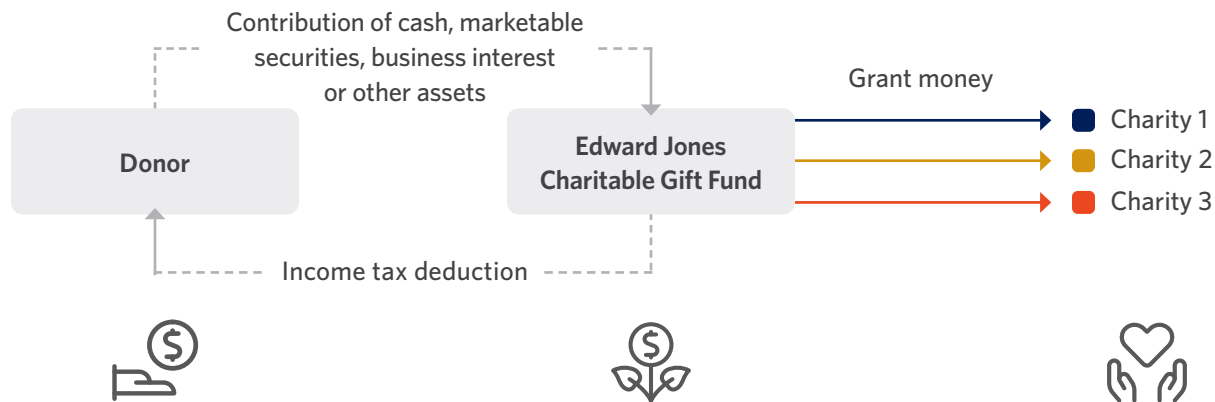 Contribution of cash, marketable
securities, business interest
or other assets
Donor
Edward Jones
Charitable Gift Fund
Grant money
Charity 1
Charity 2
Charity 3
Income tax deduction
$
$